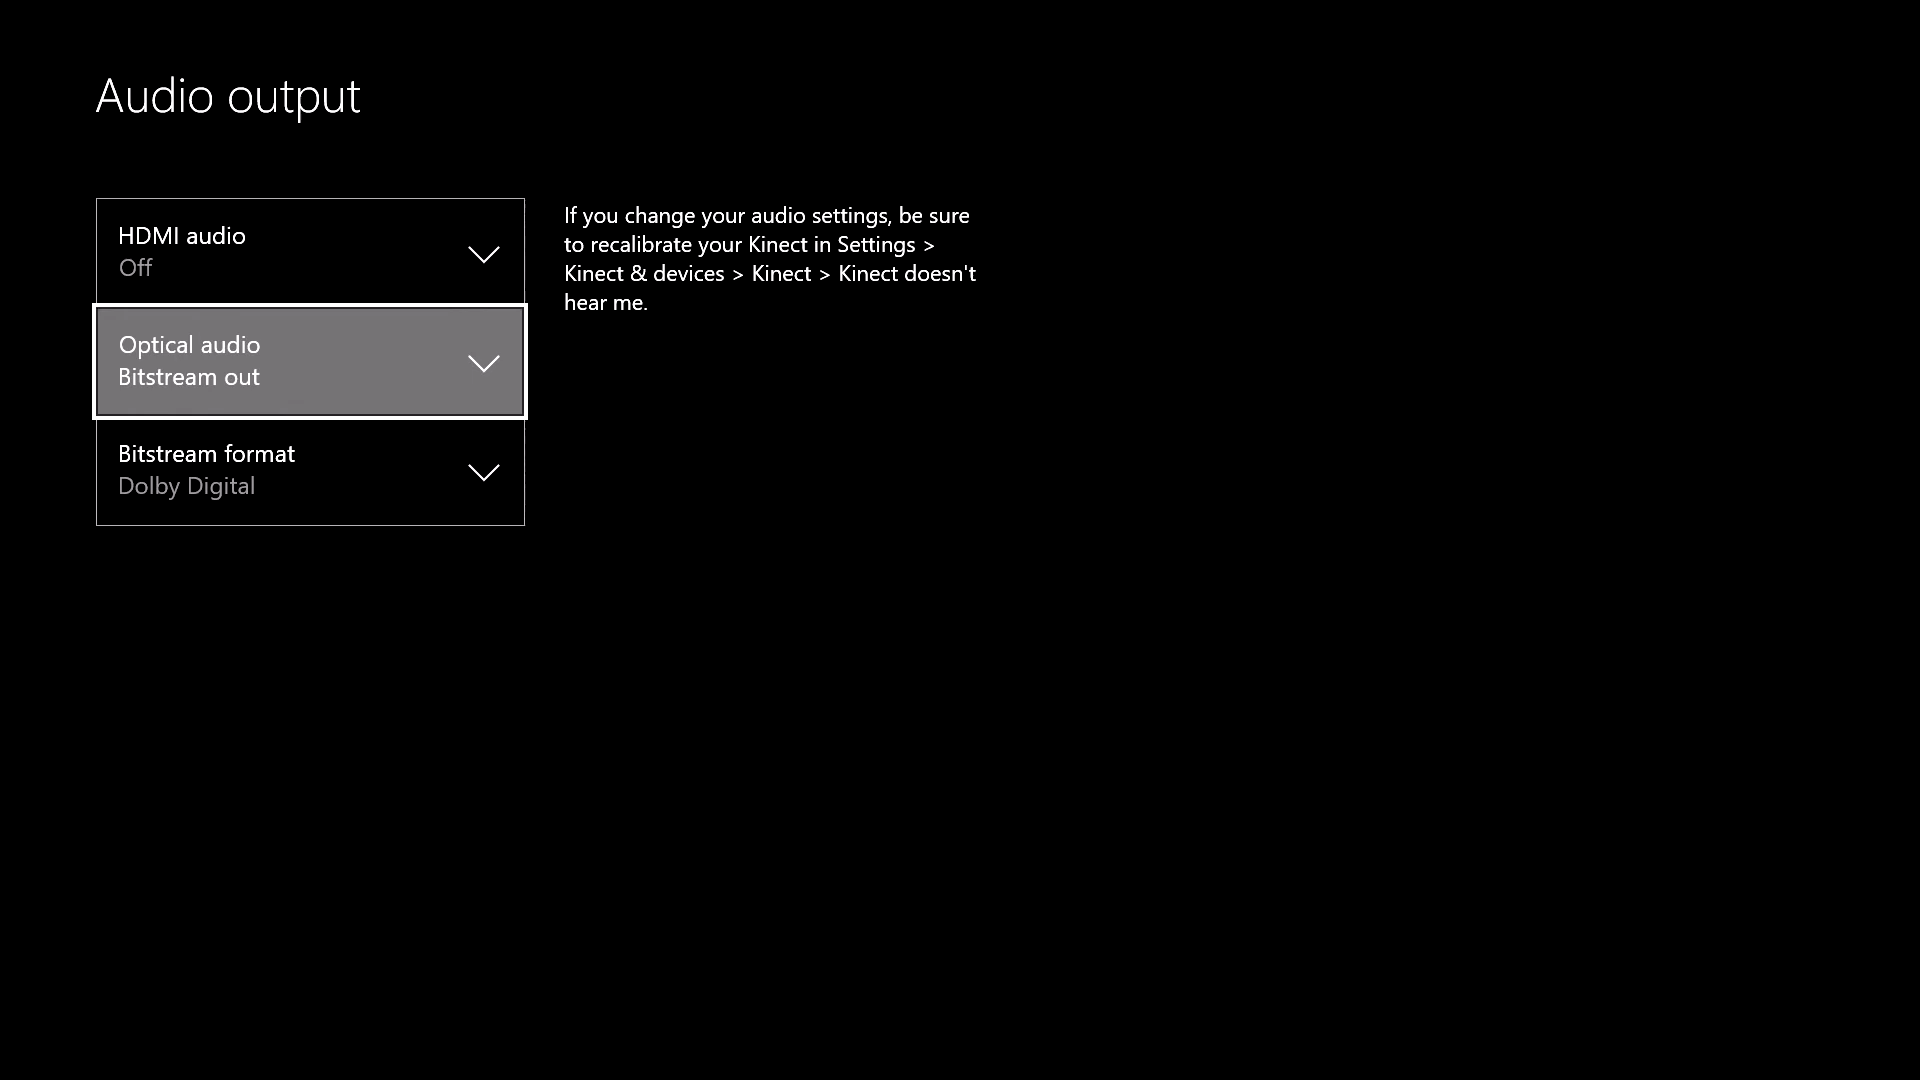 Audio output
HDMI audio
Off
Optical audio
Bitstream out
Bitstream format
Dolby Digital
If you change your audio settings, be sure
to recalibrate your Kinect in Settings >
Kinect & devices > Kinect > Kinect doesn't
hear me.